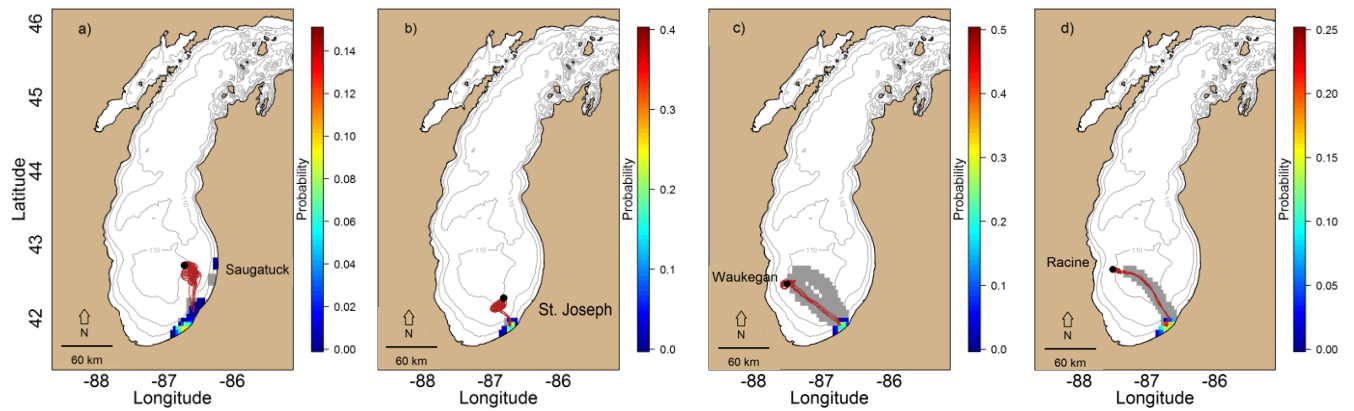 46
45
44
43
42
Latitude
a)
110
Saugatuck
N
60 km
-88 -87 -86
Longitude
0.14
0.12
0.10
0.08
0.06
0.04
0.02
0.00
Probability
b)
110
St. Joseph
N
60 km
-88 -87 -86
Longitude
0.4
0.3
0.2
0.1
0.0
Probability
c)
110
Waukegan
N
60 km
-88 -87 -86
Longitude
0.5
0.4
0.3
0.2
0.1
0.0
Probability
d)
110
Racine
N
60 km
-88 -87 -86
Longitude
0.25
0.20
0.15
0.10
0.05
0.00
Probability